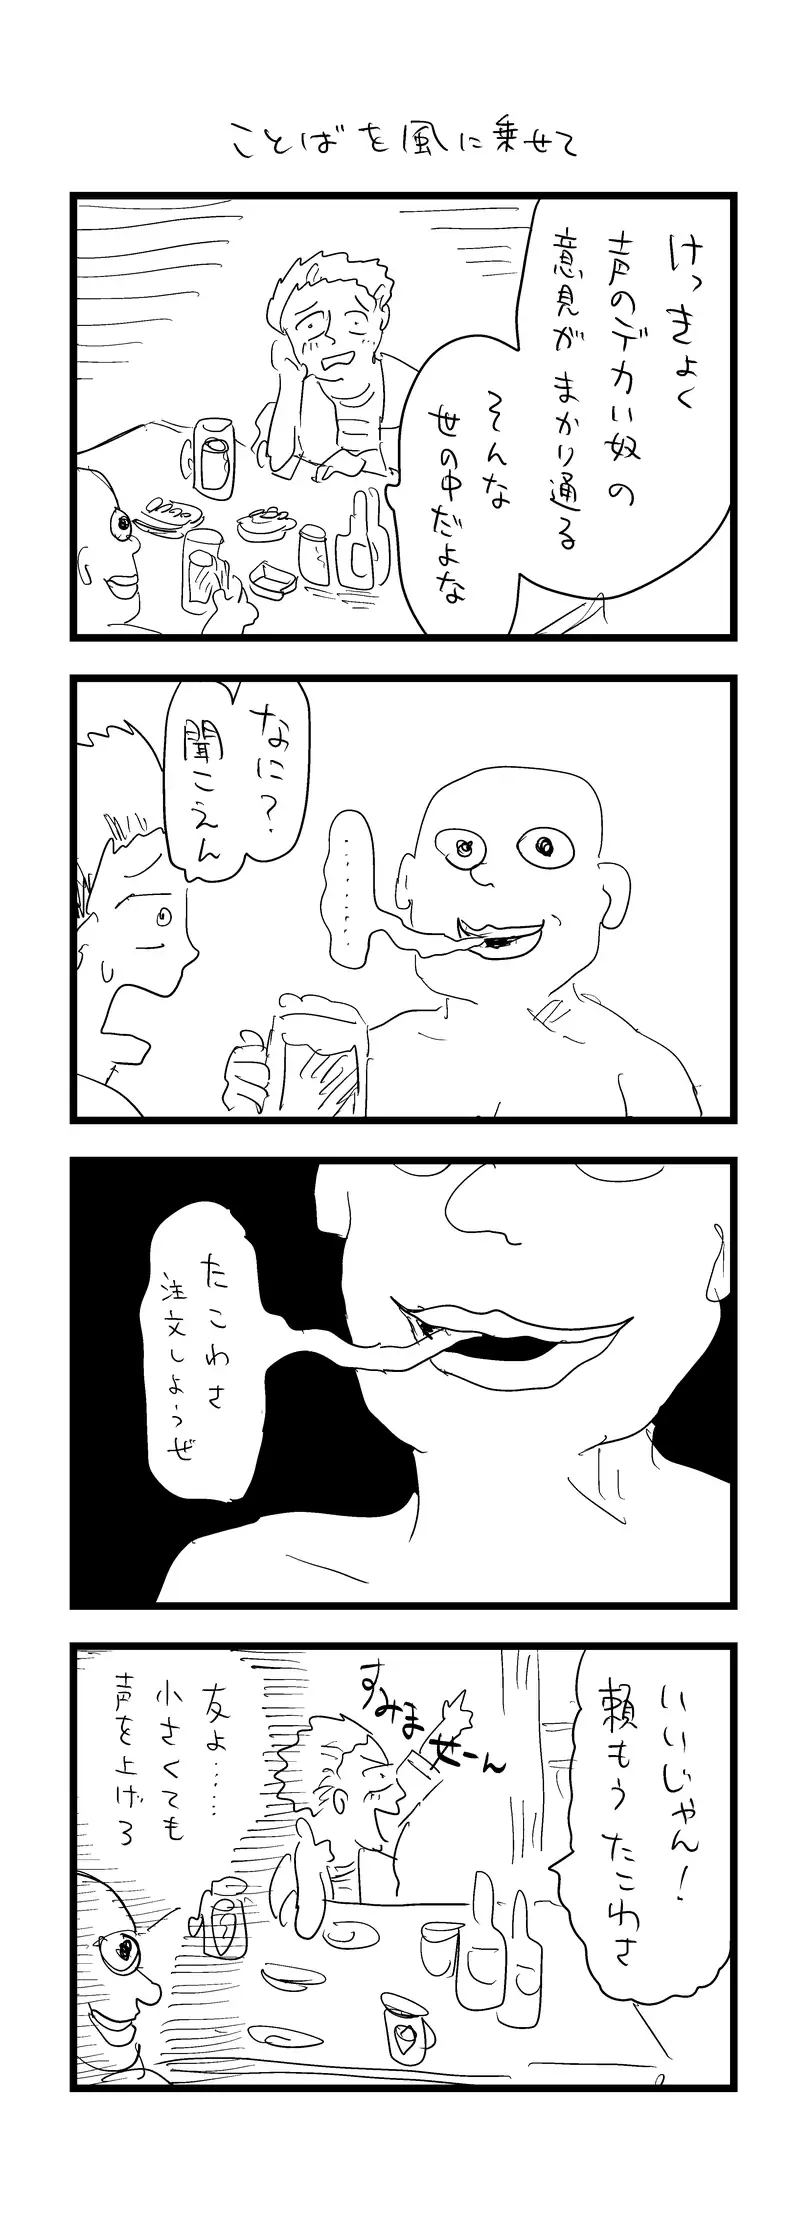 ことばを風に乗せて
けっきょく
声のデカい奴の
意見がまかり通る
そんな
世の中だよな
なに?
聞こえん
………
たこわさ
注文しようぜ
いいじゃん!
頼もうたこわさ
すみま
せーん
友よ……
小さくても
声を上げろ